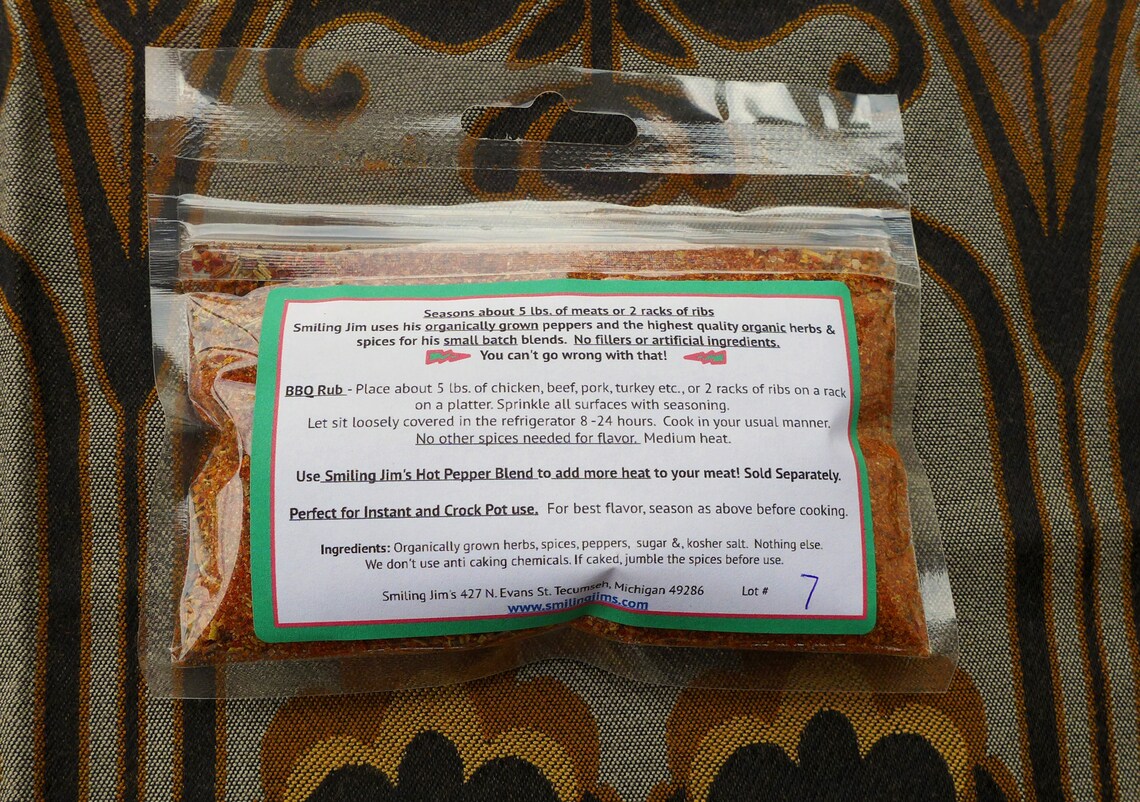 Seasons about 5 lbs. of meats or 2 racks of ribs
Smiling Jim uses his organically grown peppers and the highest quality organic herbs &
spices for his small batch blends. No fillers or artificial ingredients.
You can't go wrong with that!
BBQ Rub - Place about 5 lbs. of chicken, beef, pork, turkey etc., or 2 racks of ribs on a rack
on a platter. Sprinkle all surfaces with seasoning.
Let sit loosely covered in the refrigerator 8 -24 hours. Cook in your usual manner.
No other spices needed for flavor. Medium heat.
Use Smiling Jim's Hot Pepper Blend to add more heat to your meat! Sold Separately.
Perfect for Instant and Crock Pot use. For best flavor, season as above before cooking.
Ingredients: Organically grown herbs, spices, peppers, sugar &, kosher salt. Nothing else.
We don't use anti caking chemicals. If caked, jumble the spices before use.
Smiling Jim's 427 N. Evans St. Tecumseh, Michigan 49286 Lot # 7
www.smilingjims.com